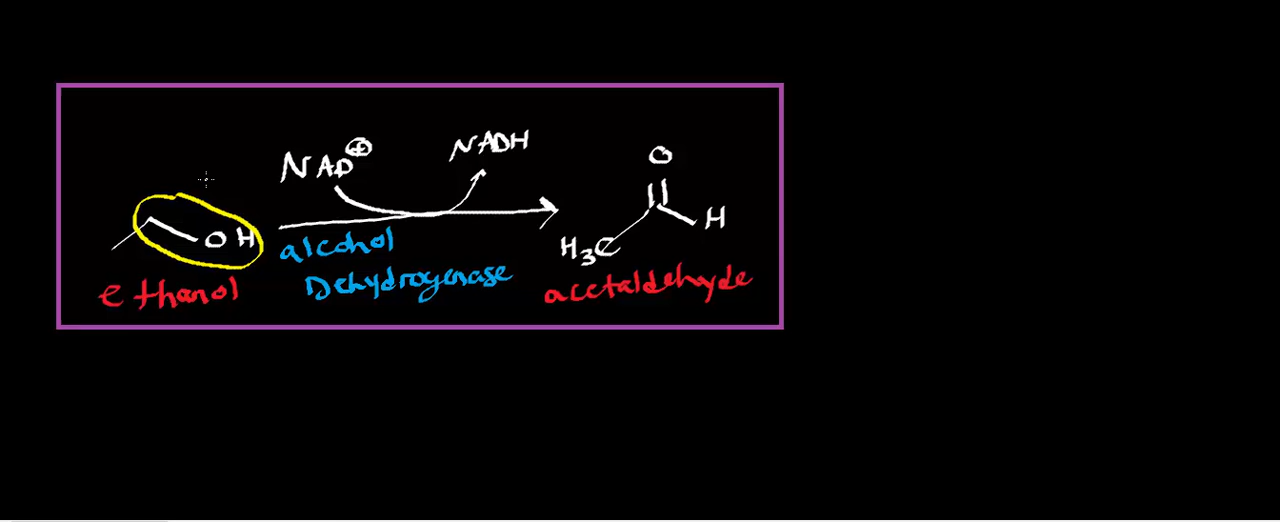 NAD⊕
NADH
O
OH
H
H₃C
alcohol
Dehydrogenase
ethanol
acetaldehyde